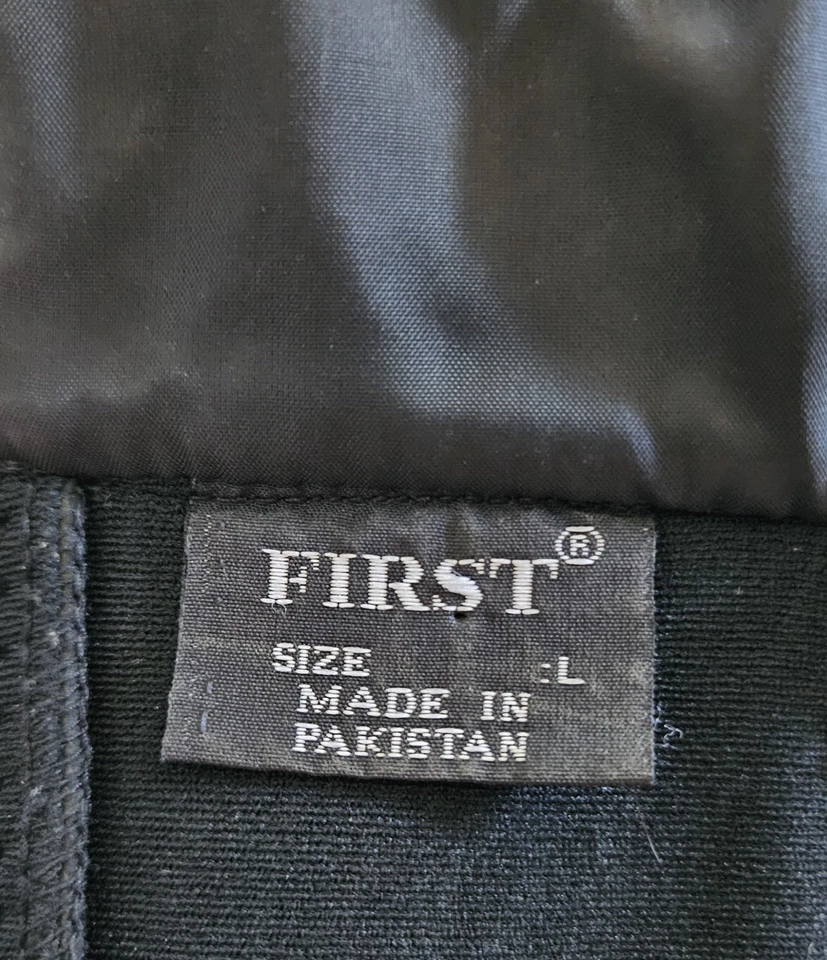 FIRST®
SIZE :L
MADE IN
PAKISTAN